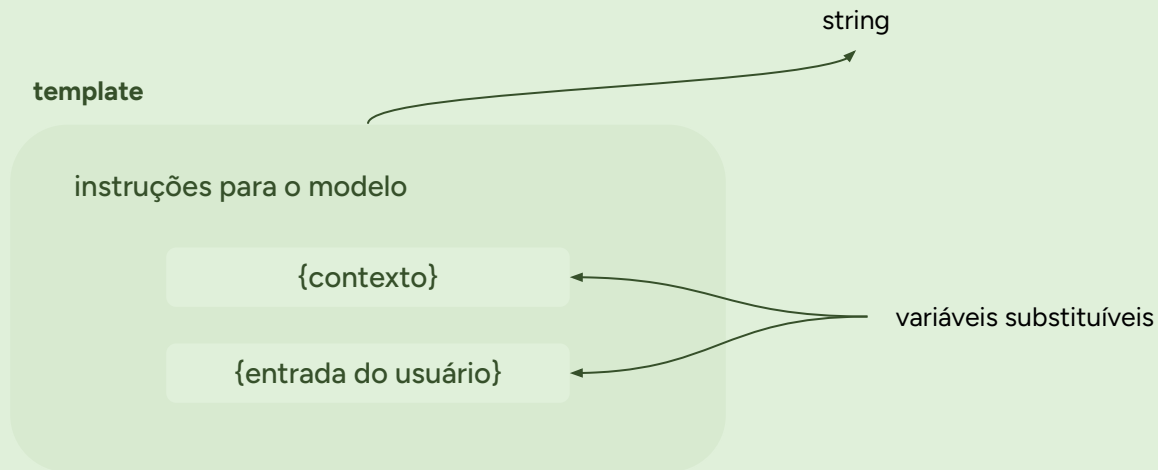 string
template
instruções para o modelo
{contexto}
variáveis substituíveis
{entrada do usuário}